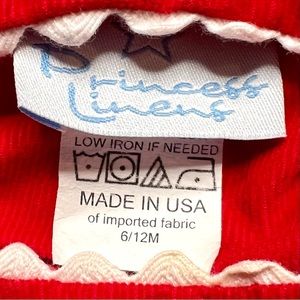 Princess
Linens
LOW IRON IF NEEDED
MADE IN USA
of imported fabric
6/12M